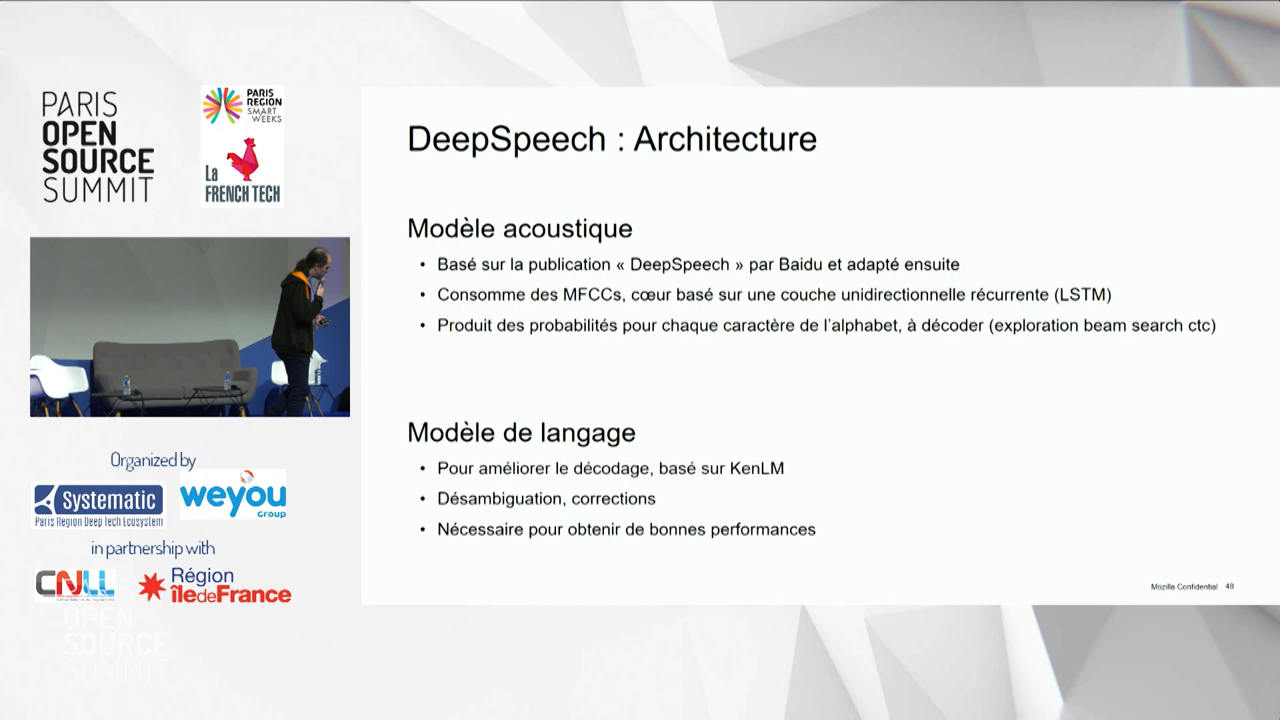 PARIS
OPEN
SOURCE
SUMMIT
PARIS
REGION
SMART
WEEKS
La
FRENCH TECH
Organized by
Systematic
Paris Region Deep Tech Ecosystem
weyou
GROUP
in partnership with
CNLL
Région
îledeFrance
OPEN
SOURCE
SUMMIT
DeepSpeech : Architecture
Modèle acoustique
• Basé sur la publication « DeepSpeech » par Baidu et adapté ensuite
• Consomme des MFCCs, cœur basé sur une couche unidirectionnelle récurrente (LSTM)
• Produit des probabilités pour chaque caractère de l'alphabet, à décoder (exploration beam search ctc)
Modèle de langage
• Pour améliorer le décodage, basé sur KenLM
• Désambiguation, corrections
• Nécessaire pour obtenir de bonnes performances
Mozilla Confidential 49